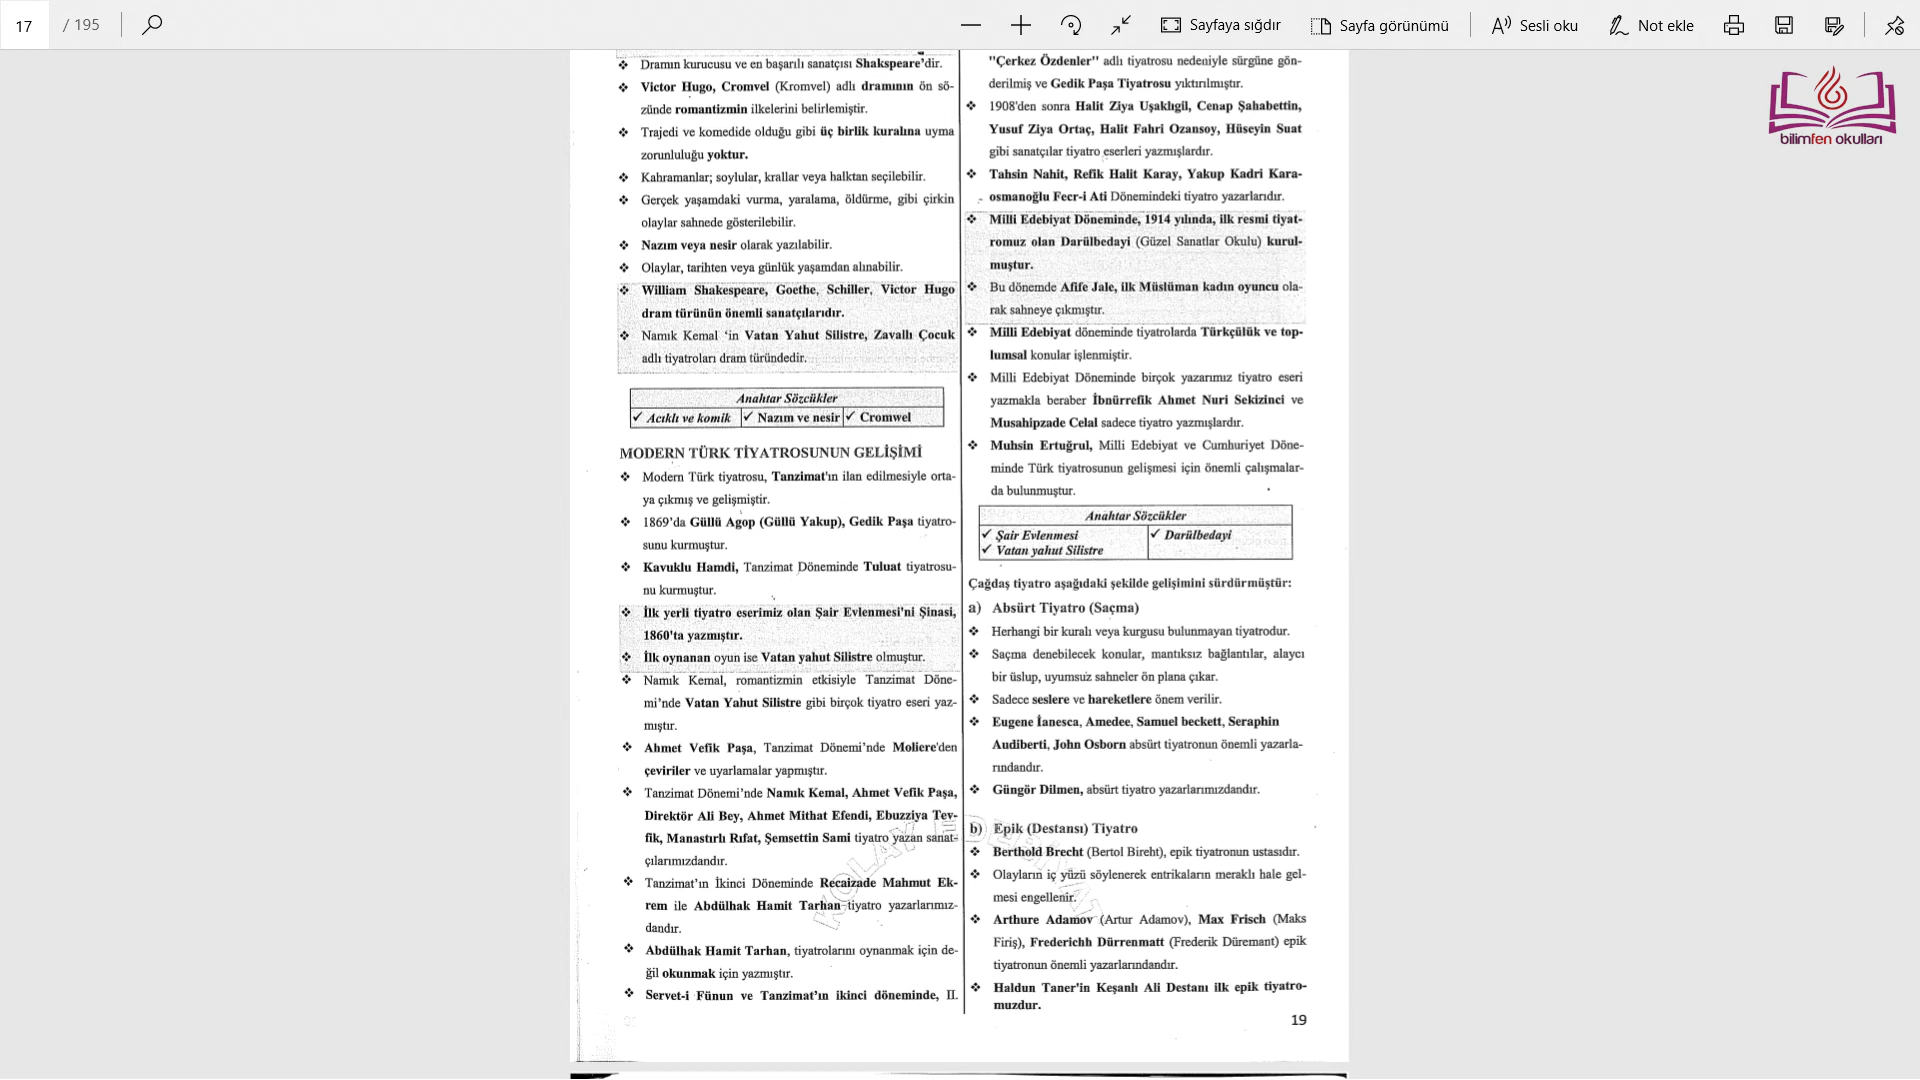 17 / 195
Sayfaya sığdır
Sayfa görünümü
Sesli oku
Not ekle
bilimfen okulları
Dramın kurucusu ve en başarılı sanatçısı Shakspeare'dir.
Victor Hugo, Cromvel (Kromvel) adlı dramının ön sö-
zünde romantizmin ilkelerini belirlemiştir.
Trajedi ve komedide olduğu gibi üç birlik kuralına uyma
zorunluluğu yoktur.
Kahramanlar; soylular, krallar veya halktan seçilebilir.
Gerçek yaşamdaki vurma, yaralama, öldürme, gibi çirkin
olaylar sahnede gösterilebilir.
Nazım veya nesir olarak yazılabilir.
Olaylar, tarihten veya günlük yaşamdan alınabilir.
William Shakespeare, Goethe, Schiller, Victor Hugo
dram türünün önemli sanatçılarıdır.
Namık Kemal 'in Vatan Yahut Silistre, Zavallı Çocuk
adlı tiyatroları dram türündedir.
Anahtar Sözcükler
✓ Acıklı ve komik ✓ Nazım ve nesir ✓ Cromwel
MODERN TÜRK TİYATROSUNUN GELİŞİMİ
Modern Türk tiyatrosu, Tanzimat'ın ilan edilmesiyle orta-
ya çıkmış ve gelişmiştir.
1869'da Güllü Agop (Güllü Yakup), Gedik Paşa tiyatro-
sunu kurmuştur.
Kavuklu Hamdi, Tanzimat Döneminde Tuluat tiyatrosu-
nu kurmuştur.
İlk yerli tiyatro eserimiz olan Şair Evlenmesi'ni Şinasi,
1860'ta yazmıştır.
İlk oynanan oyun ise Vatan yahut Silistre olmuştur.
Namık Kemal, romantizmin etkisiyle Tanzimat Döne-
mi'nde Vatan Yahut Silistre gibi birçok tiyatro eseri yaz-
mıştır.
Ahmet Vefik Paşa, Tanzimat Dönemi'nde Moliere'den
çeviriler ve uyarlamalar yapmıştır.
Tanzimat Dönemi'nde Namık Kemal, Ahmet Vefik Paşa,
Direktör Ali Bey, Ahmet Mithat Efendi, Ebuzziya Tev-
fik, Manastırlı Rıfat, Şemsettin Sami tiyatro yazan sanat-
çılarımızdandır.
Tanzimat'ın İkinci Döneminde Recaizade Mahmut Ek-
rem ile Abdülhak Hamit Tarhan tiyatro yazarlarımız-
dandır.
Abdülhak Hamit Tarhan, tiyatrolarını oynanmak için de-
ğil okunmak için yazmıştır.
Servet-i Fünun ve Tanzimat'ın ikinci döneminde, II.
"Çerkez Özdenler" adlı tiyatrosu nedeniyle sürgüne gön-
derilmiş ve Gedik Paşa Tiyatrosu yıktırılmıştır.
1908'den sonra Halit Ziya Uşaklıgil, Cenap Şahabettin,
Yusuf Ziya Ortaç, Halit Fahri Ozansoy, Hüseyin Suat
gibi sanatçılar tiyatro eserleri yazmışlardır.
Tahsin Nahit, Refik Halit Karay, Yakup Kadri Kara-
osmanoğlu Fecr-i Ati Dönemindeki tiyatro yazarlarıdır.
Milli Edebiyat Döneminde, 1914 yılında, ilk resmi tiyat-
romuz olan Darülbedayi (Güzel Sanatlar Okulu) kurul-
muştur.
Bu dönemde Afife Jale, ilk Müslüman kadın oyuncu ola-
rak sahneye çıkmıştır.
Milli Edebiyat döneminde tiyatrolarda Türkçülük ve top-
lumsal konular işlenmiştir.
Milli Edebiyat Döneminde birçok yazarımız tiyatro eseri
yazmakla beraber İbnürrefik Ahmet Nuri Sekizinci ve
Musahipzade Celal sadece tiyatro yazmışlardır.
Muhsin Ertuğrul, Milli Edebiyat ve Cumhuriyet Döne-
minde Türk tiyatrosunun gelişmesi için önemli çalışmalar-
da bulunmuştur.
Anahtar Sözcükler
✓ Şair Evlenmesi ✓ Darülbedayi
✓ Vatan yahut Silistre
Çağdaş tiyatro aşağıdaki şekilde gelişimini sürdürmüştür:
a) Absürt Tiyatro (Saçma)
Herhangi bir kuralı veya kurgusu bulunmayan tiyatrodur.
Saçma denebilecek konular, mantıksız bağlantılar, alaycı
bir üslup, uyumsuz sahneler ön plana çıkar.
Sadece seslere ve hareketlere önem verilir.
Eugene İanesca, Amedee, Samuel beckett, Seraphin
Audiberti, John Osborn absürt tiyatronun önemli yazarla-
rındandır.
Güngör Dilmen, absürt tiyatro yazarlarımızdandır.
b) Epik (Destansı) Tiyatro
Berthold Brecht (Bertol Bireht), epik tiyatronun ustasıdır.
Olayların iç yüzü söylenerek entrikaların meraklı hale gel-
mesi engellenir.
Arthure Adamov (Artur Adamov), Max Frisch (Maks
Firiş), Frederichh Dürrenmatt (Frederik Düremant) epik
tiyatronun önemli yazarlarındandır.
Haldun Taner'in Keşanlı Ali Destanı ilk epik tiyatro-
muzdur.
KOLAY EDEBİYAT
19